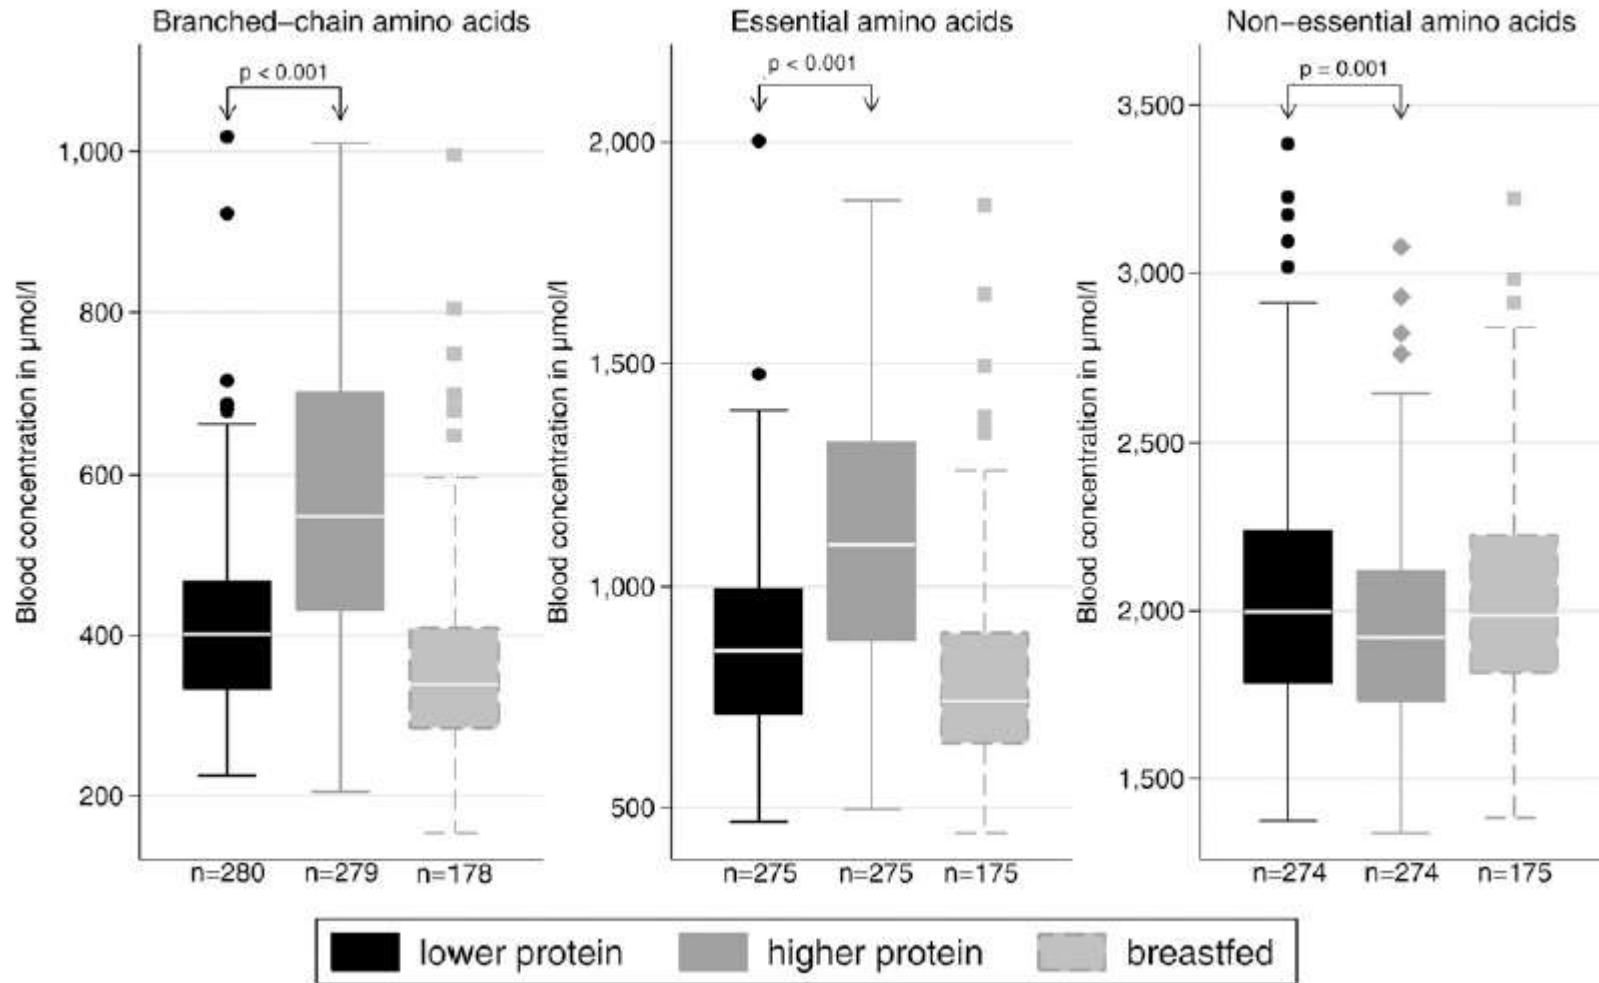 Branched-chain amino acids
p < 0.001
1,000
800
600
400
200
Blood concentration in µmol/l
n=280 n=279 n=178
Essential amino acids
p < 0.001
2,000
1,500
1,000
500
Blood concentration in µmol/l
n=275 n=275 n=175
Non-essential amino acids
p = 0.001
3,500
3,000
2,500
2,000
1,500
Blood concentration in µmol/l
n=274 n=274 n=175
lower protein higher protein breastfed